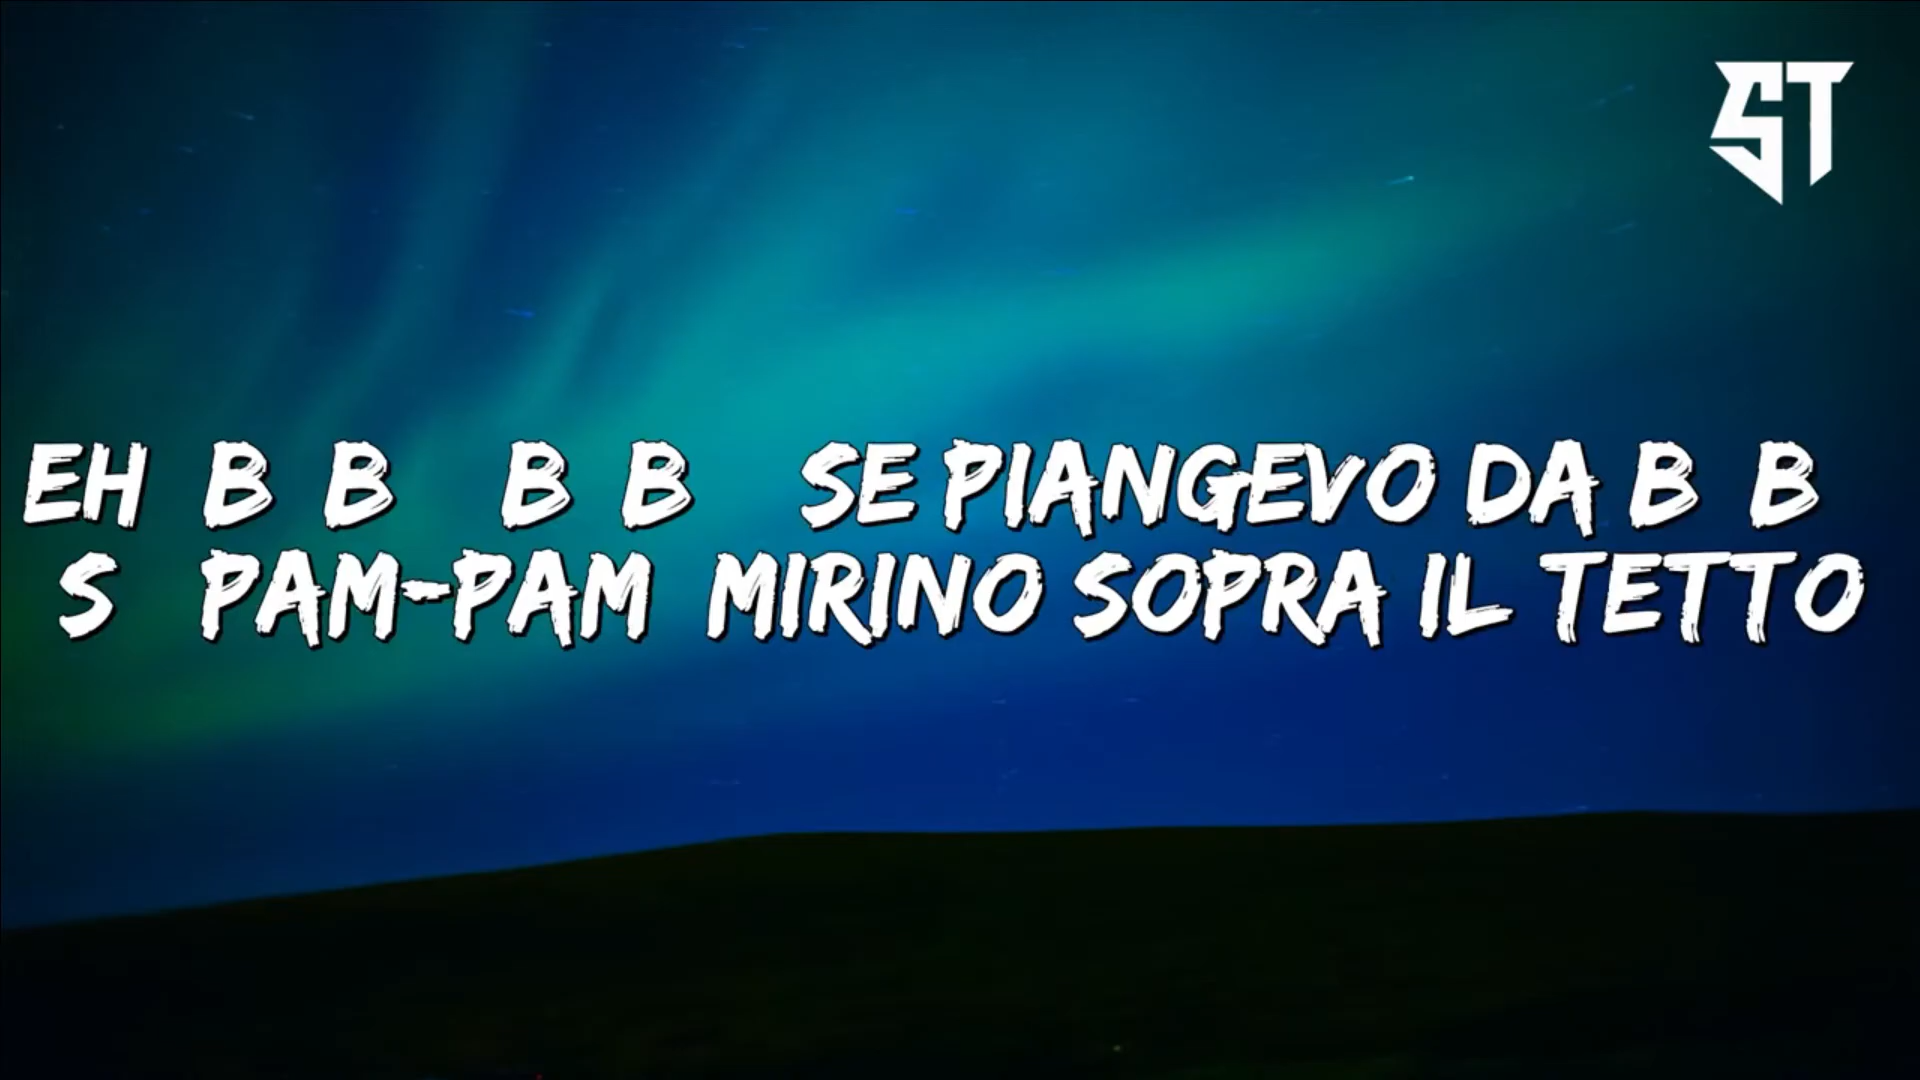 ST
EH B B B B SE PIANGEVO DA B B
S PAM-PAM MIRINO SOPRA IL TETTO